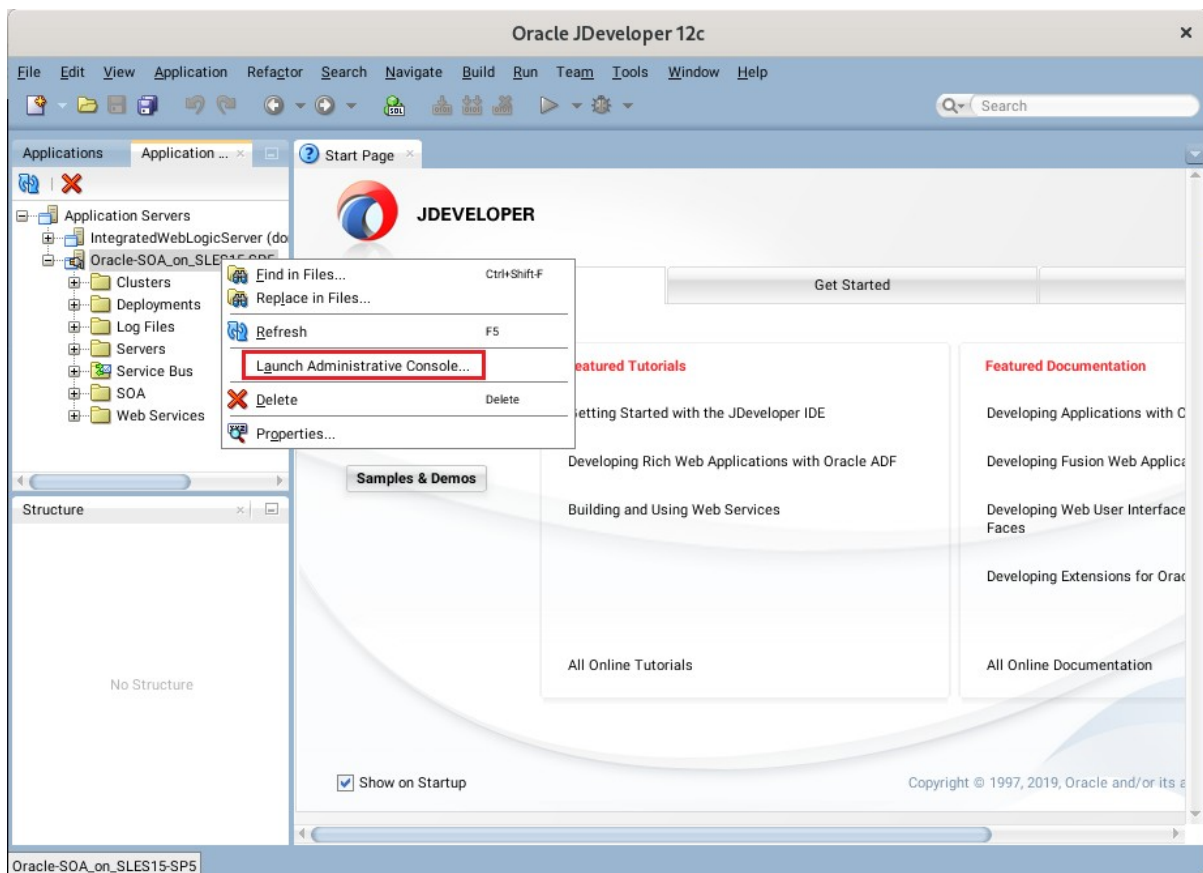 Oracle JDeveloper 12c
File Edit View Application Refactor Search Navigate Build Run Team Tools Window Help
Search
Applications
Application ...
Start Page
JDEVELOPER
Get Started
Application Servers
IntegratedWebLogicServer (do
Oracle-SOA_on_SLES15-SP5
Clusters
Deployments
Log Files
Servers
Service Bus
SOA
Web Services
Find in Files... Ctrl+Shift-F
Replace in Files...
Refresh F5
Launch Administrative Console...
Delete Delete
Properties...
Samples & Demos
eatured Tutorials
etting Started with the JDeveloper IDE
Developing Rich Web Applications with Oracle ADF
Building and Using Web Services
All Online Tutorials
Featured Documentation
Developing Applications with
Developing Fusion Web Applica
Developing Web User Interface
Faces
Developing Extensions for Orac
All Online Documentation
Structure
No Structure
Show on Startup
Copyright © 1997, 2019, Oracle and/or its
Oracle-SOA_on_SLES15-SP5